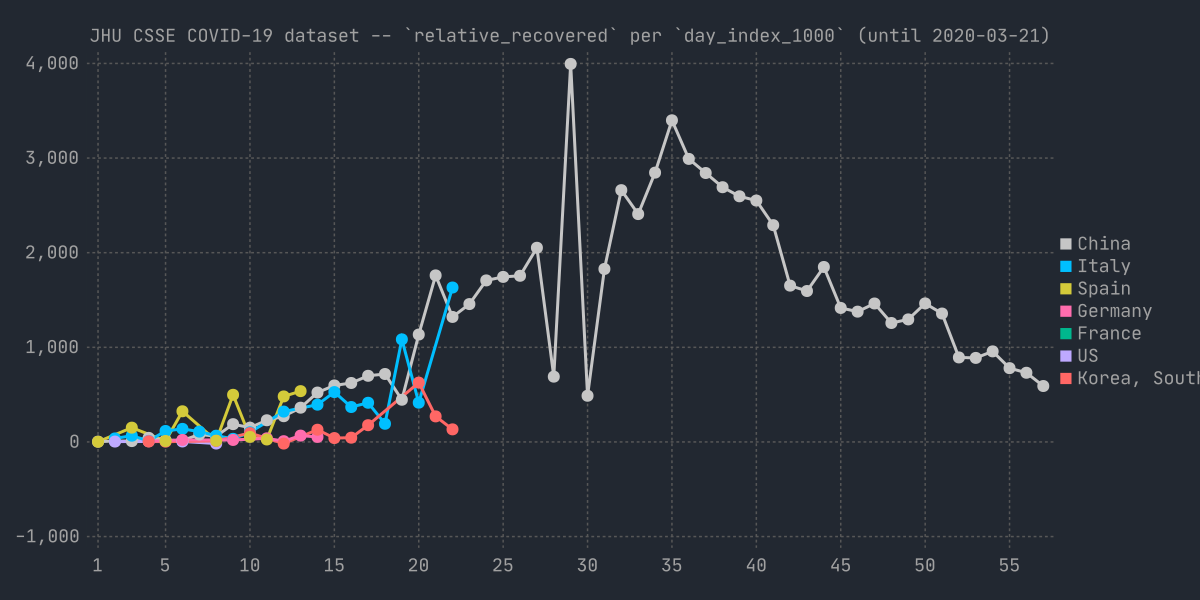 JHU CSSE COVID-19 dataset -- `relative_recovered` per `day_index_1000` (until 2020-03-21)
4,000
3,000
2,000
1,000
0
-1,000
1 5 10 15 20 25 30 35 40 45 50 55
China
Italy
Spain
Germany
France
US
Korea, South